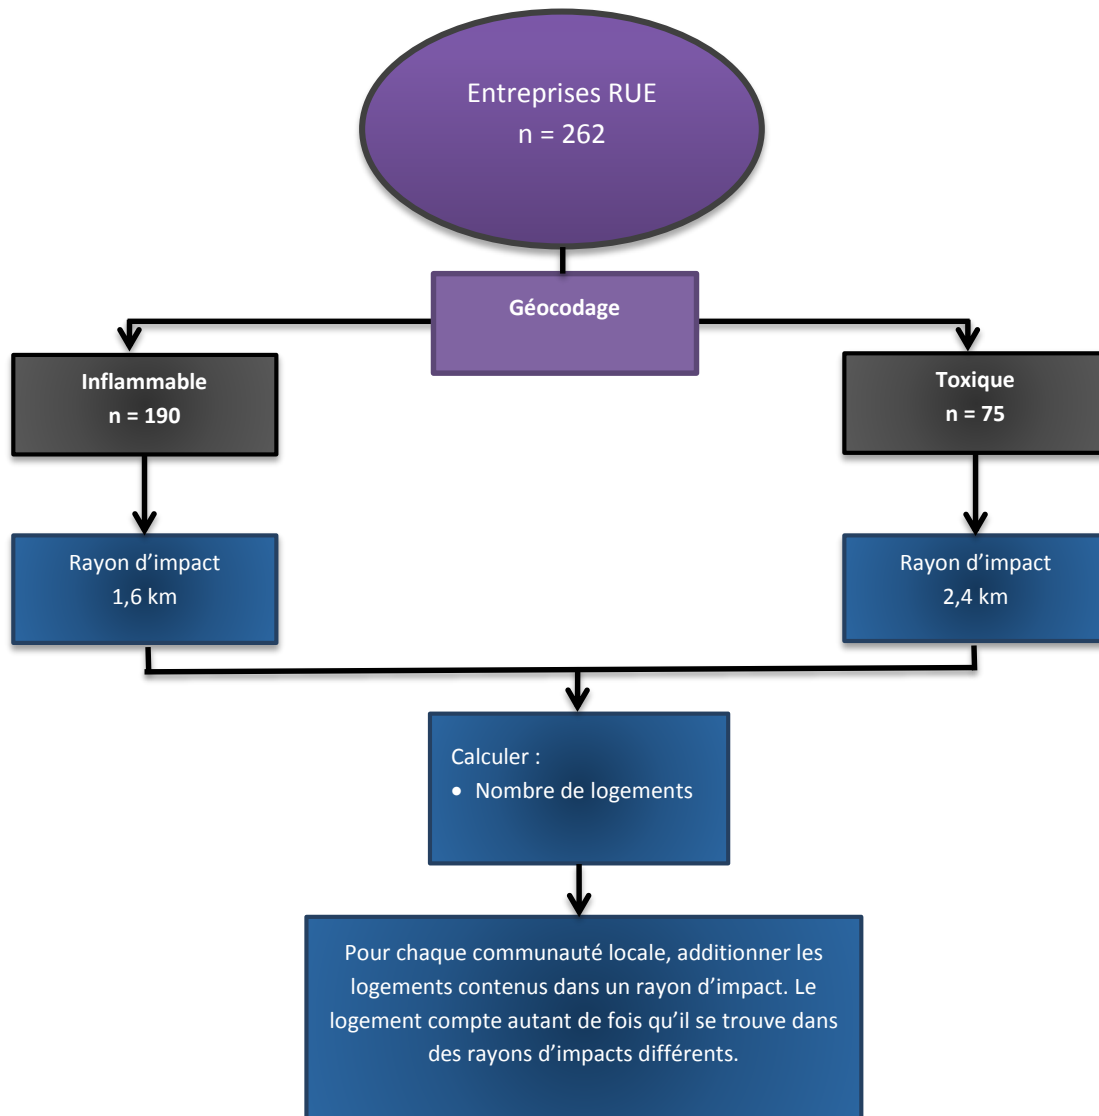 Entreprises RUE
n = 262
Géocodage
Inflammable
n = 190
Toxique
n = 75
Rayon d'impact
1,6 km
Rayon d'impact
2,4 km
Calculer :
• Nombre de logements
Pour chaque communauté locale, additionner les
logements contenus dans un rayon d'impact. Le
logement compte autant de fois qu'il se trouve dans
des rayons d'impacts différents.